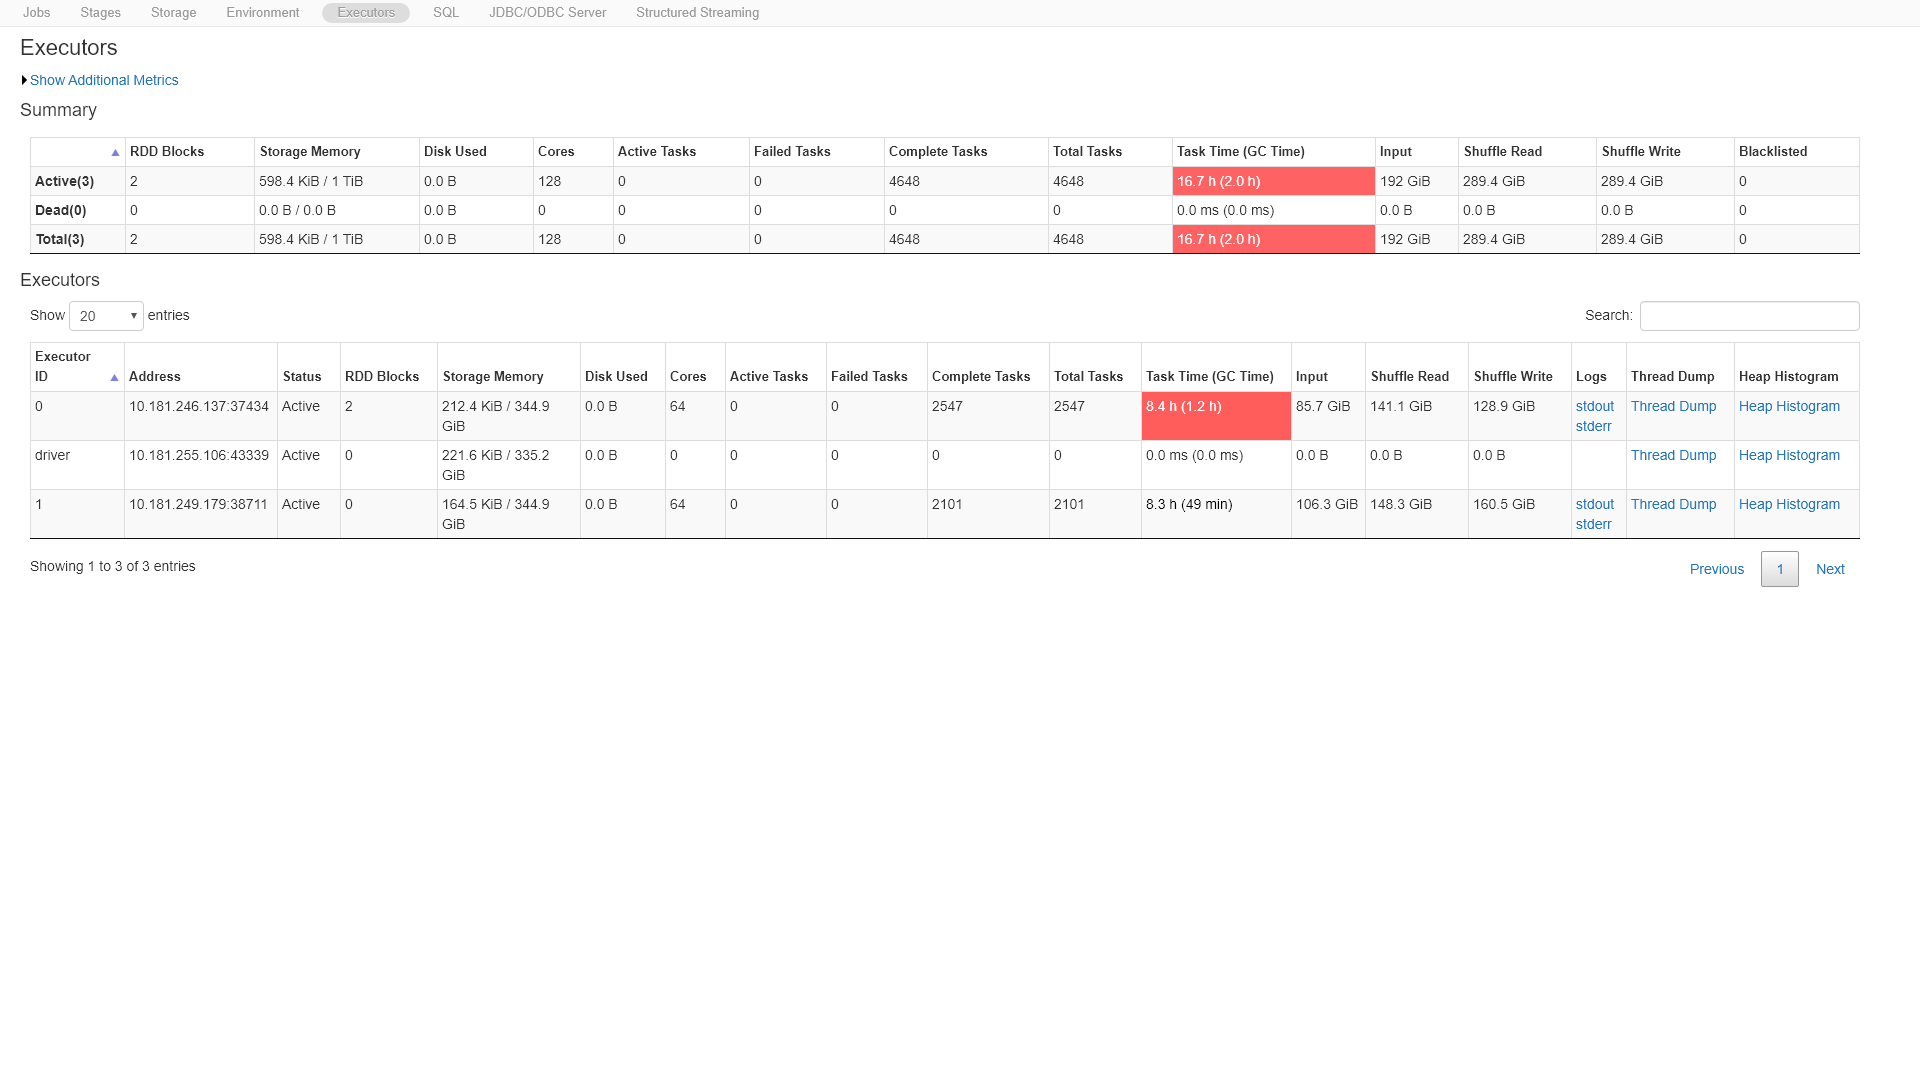 Jobs Stages Storage Environment Executors SQL JDBC/ODBC Server Structured Streaming
Executors
Show Additional Metrics
Summary
RDD Blocks Storage Memory Disk Used Cores Active Tasks Failed Tasks Complete Tasks Total Tasks Task Time (GC Time) Input Shuffle Read Shuffle Write Blacklisted
Active(3) 2 598.4 KiB / 1 TiB 0.0 B 128 0 0 4648 4648 16.7 h (2.0 h) 192 GiB 289.4 GiB 289.4 GiB 0
Dead(0) 0 0.0 B / 0.0 B 0.0 B 0 0 0 0 0 0.0 ms (0.0 ms) 0.0 B 0.0 B 0.0 B 0
Total(3) 2 598.4 KiB / 1 TiB 0.0 B 128 0 0 4648 4648 16.7 h (2.0 h) 192 GiB 289.4 GiB 289.4 GiB 0
Executors
Show 20 entries Search:
Executor
ID Address Status RDD Blocks Storage Memory Disk Used Cores Active Tasks Failed Tasks Complete Tasks Total Tasks Task Time (GC Time) Input Shuffle Read Shuffle Write Logs Thread Dump Heap Histogram
0 10.181.246.137:37434 Active 2 212.4 KiB / 344.9 0.0 B 64 0 0 2547 2547 8.4 h (1.2 h) 85.7 GiB 141.1 GiB 128.9 GiB stdout Thread Dump Heap Histogram
GiB stderr
driver 10.181.255.106:43339 Active 0 221.6 KiB / 335.2 0.0 B 0 0 0 0 0 0.0 ms (0.0 ms) 0.0 B 0.0 B 0.0 B Thread Dump Heap Histogram
GiB
1 10.181.249.179:38711 Active 0 164.5 KiB / 344.9 0.0 B 64 0 0 2101 2101 8.3 h (49 min) 106.3 GiB 148.3 GiB 160.5 GiB stdout Thread Dump Heap Histogram
GiB stderr
Showing 1 to 3 of 3 entries Previous 1 Next